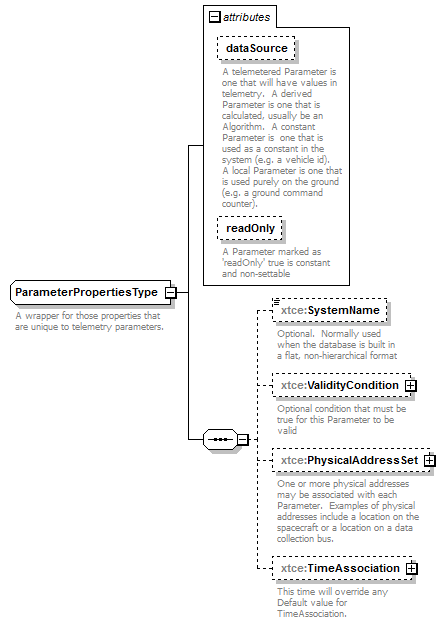 attributes
dataSource
A telemetered Parameter is
one that will have values in
telemetry.  A derived
Parameter is one that is
calculated, usually be an
Algorithm.  A constant
Parameter is  one that is
used as a constant in the
system (e.g. a vehicle id).
A local Parameter is one that
is used purely on the ground
(e.g. a ground command
counter).
readOnly
A Parameter marked as
'readOnly' true is constant
and non-settable
ParameterPropertiesType
A wrapper for those properties that
are unique to telemetry parameters.
xtce:SystemName
Optional.  Normally used
when the database is built in
a flat, non-hierarchical format
xtce:ValidityCondition
Optional condition that must be
true for this Parameter to be
valid
xtce:PhysicalAddressSet
One or more physical addresses
may be associated with each
Parameter.  Examples of physical
addresses include a location on the
spacecraft or a location on a data
collection bus.
xtce:TimeAssociation
This time will override any
Default value for
TimeAssociation.